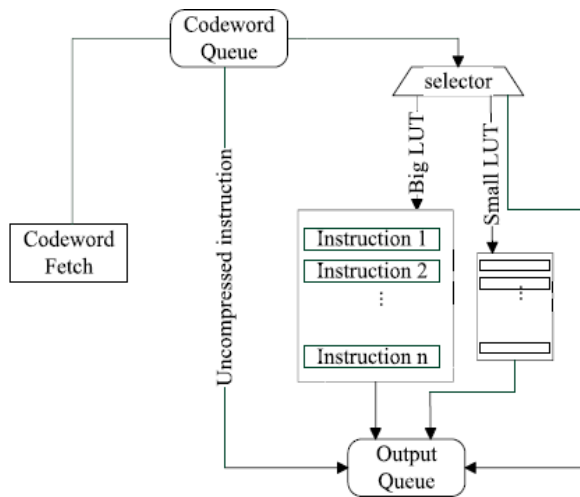 Codeword
Queue
selector
Big LUT
Small LUT
Uncompressed instruction
Codeword
Fetch
Instruction 1
Instruction 2
...
Instruction n
...
Output
Queue